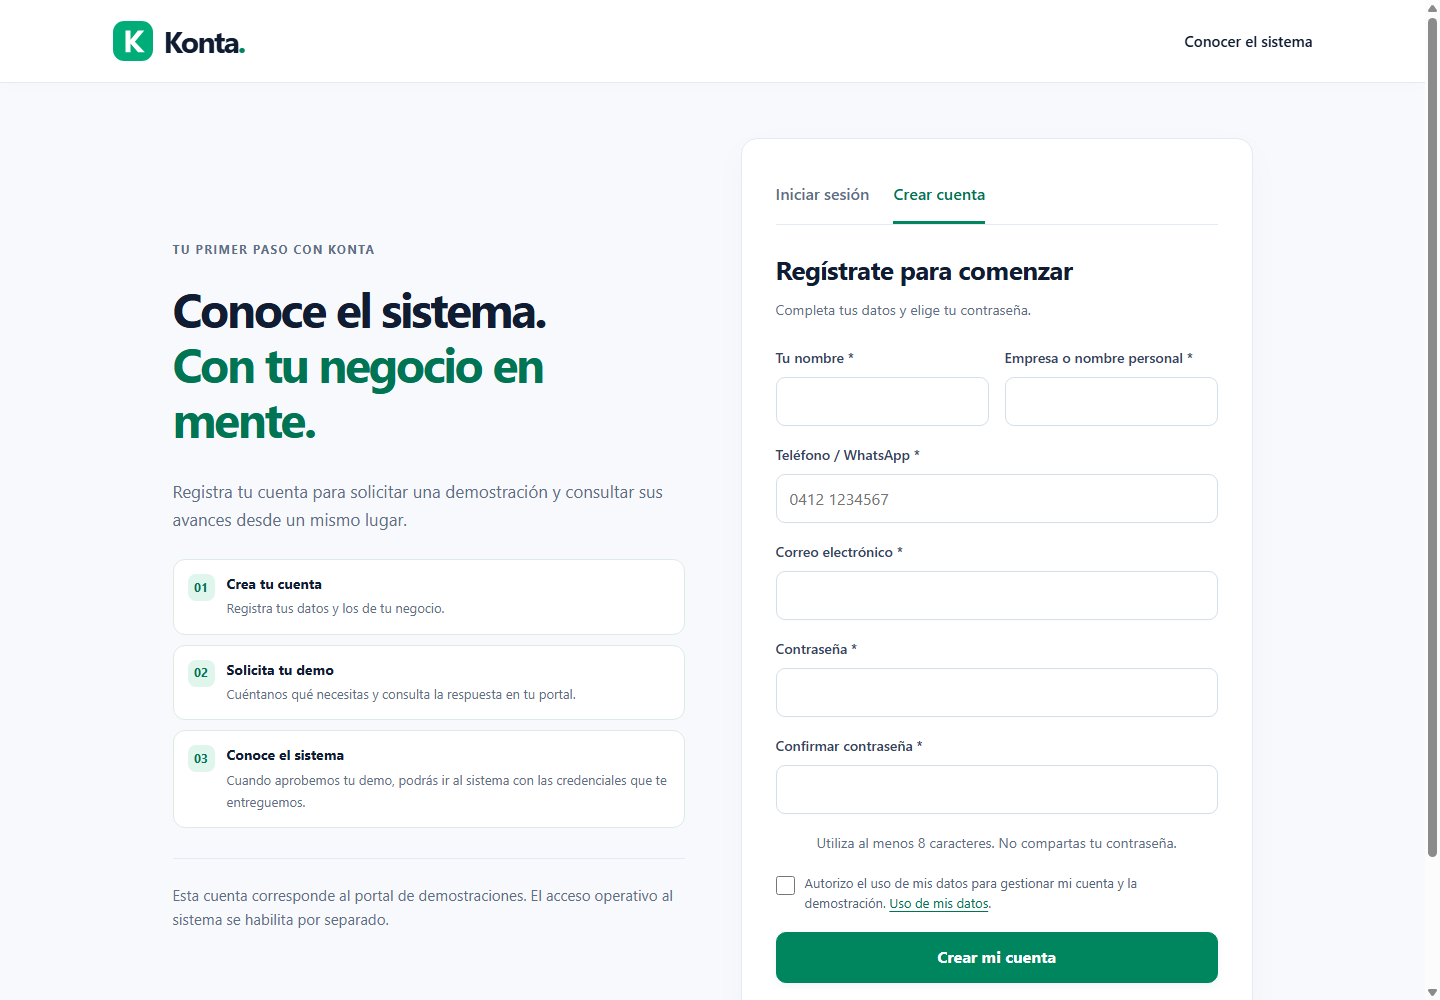 K Konta.
Conocer el sistema
TU PRIMER PASO CON KONTA
Conoce el sistema.
Con tu negocio en
mente.
Registra tu cuenta para solicitar una demostración y consultar sus
avances desde un mismo lugar.
01 Crea tu cuenta
Registra tus datos y los de tu negocio.
02 Solicita tu demo
Cuéntanos qué necesitas y consulta la respuesta en tu portal.
03 Conoce el sistema
Cuando aprobemos tu demo, podrás ir al sistema con las credenciales que te
entreguemos.
Esta cuenta corresponde al portal de demostraciones. El acceso operativo al
sistema se habilita por separado.
Iniciar sesión Crear cuenta
Regístrate para comenzar
Completa tus datos y elige tu contraseña.
Tu nombre * Empresa o nombre personal *
Teléfono / WhatsApp *
0412 1234567
Correo electrónico *
Contraseña *
Confirmar contraseña *
Utiliza al menos 8 caracteres. No compartas tu contraseña.
Autorizo el uso de mis datos para gestionar mi cuenta y la
demostración. Uso de mis datos.
Crear mi cuenta